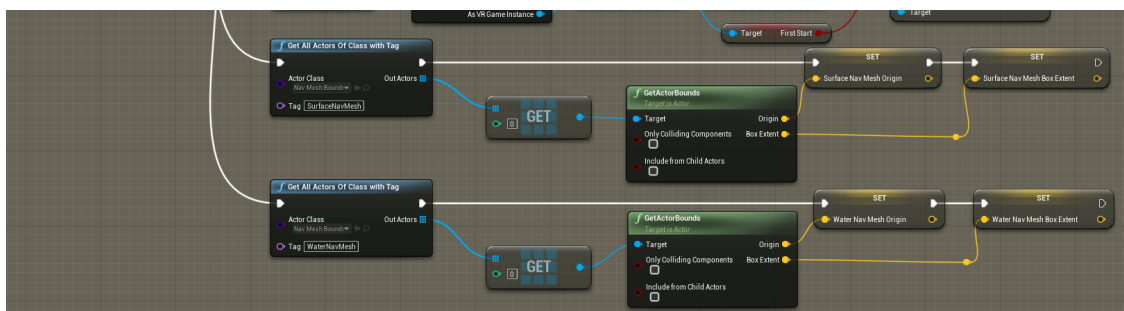 As VR Game Instance
Target
Target FirstStart
Get All Actors Of Class with Tag
Actor Class Out Actors
Nav Mesh Bounds
Tag SurfaceNavMesh
0 GET
GetActorBounds
Target is Actor
Target Origin
Only Colliding Components Box Extent
Include from Child Actors
SET
Surface Nav Mesh Origin
SET
Surface Nav Mesh Box Extent
Get All Actors Of Class with Tag
Actor Class Out Actors
Nav Mesh Bounds
Tag WaterNavMesh
0 GET
GetActorBounds
Target is Actor
Target Origin
Only Colliding Components Box Extent
Include from Child Actors
SET
Water Nav Mesh Origin
SET
Water Nav Mesh Box Extent